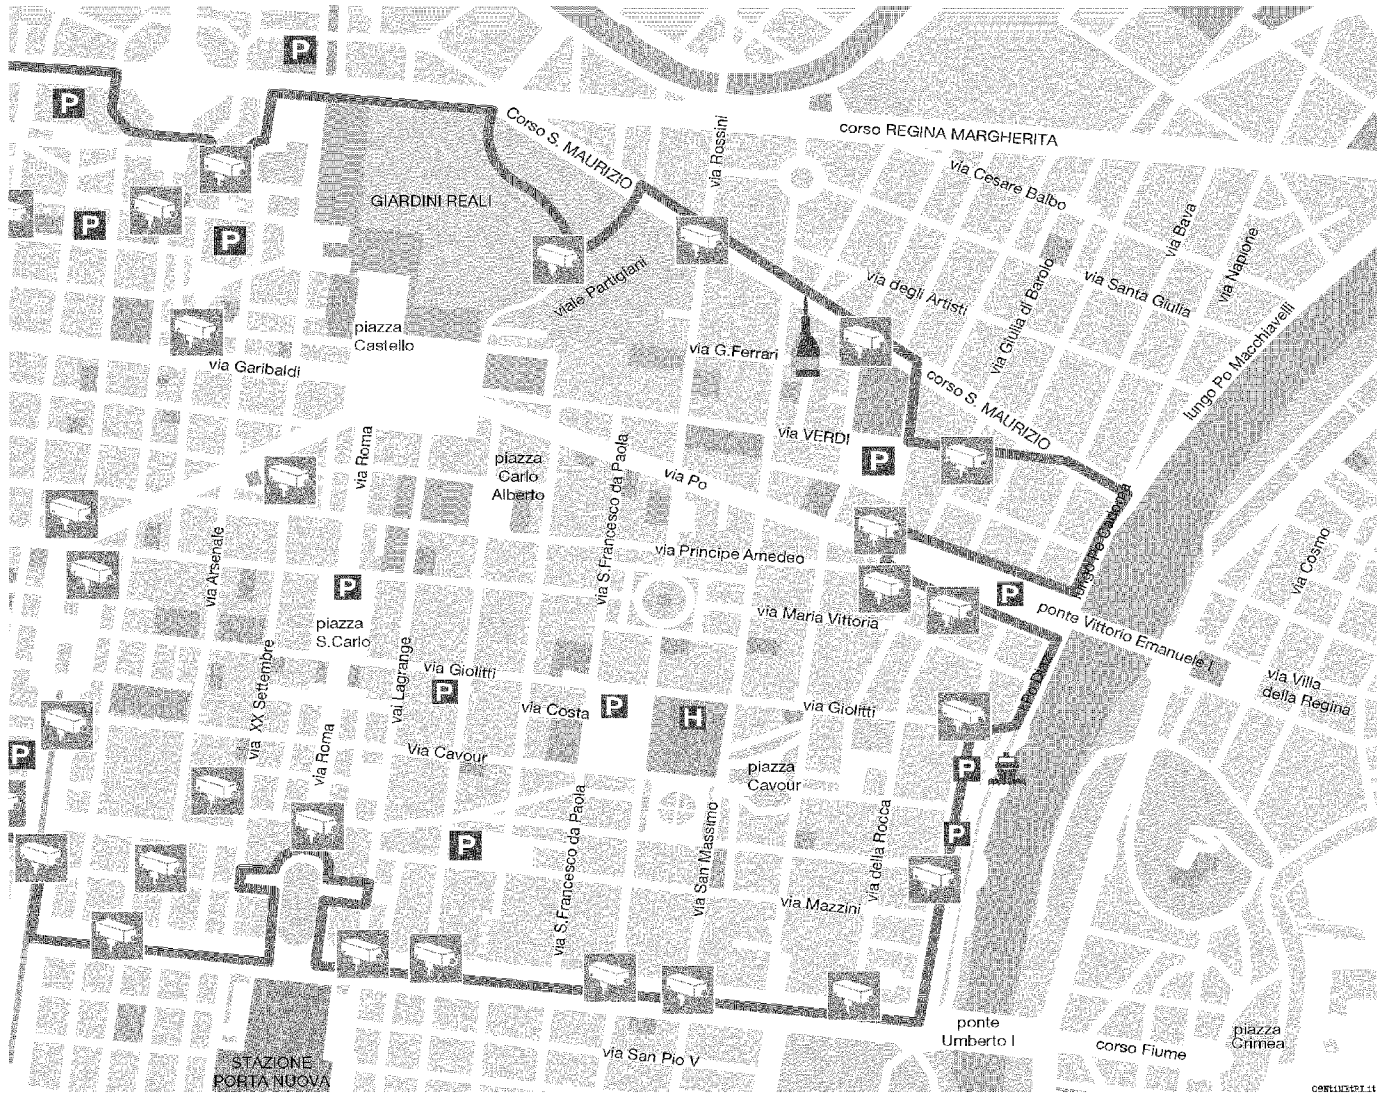 P
P
corso REGINA MARGHERITA
Corso S. MAURIZIO
via Rossini
via Cesare Balbo
GIARDINI REALI
P
P
via Bava
via Napione
viale Partigiani
via degli Artisti
via Giulia di Barolo
via Santa Giulia
lungo Po Macchiavelli
piazza
Castello
via G.Ferrari
via Garibaldi
corso S. MAURIZIO
via VERDI
P
via Roma
piazza
Carlo
Alberto
via S.Francesco da Paola
via Po
lungo Po Cadorna
via Arsenale
via Principe Amedeo
via Cosmo
P
P
ponte Vittorio Emanuele I
via Maria Vittoria
piazza
S.Carlo
via XX Settembre
vai Lagrange
via Giolitti
P
via Costa
P
H
via Giolitti
via Villa
della Regina
P
via Roma
Via Cavour
piazza
Cavour
P
P
P
via S.Francesco da Paola
via San Massimo
via della Rocca
via Mazzini
ponte
Umberto I
corso Fiume
piazza
Crimea
via San Pio V
STAZIONE
PORTA NUOVA
CENTIMETRI.it